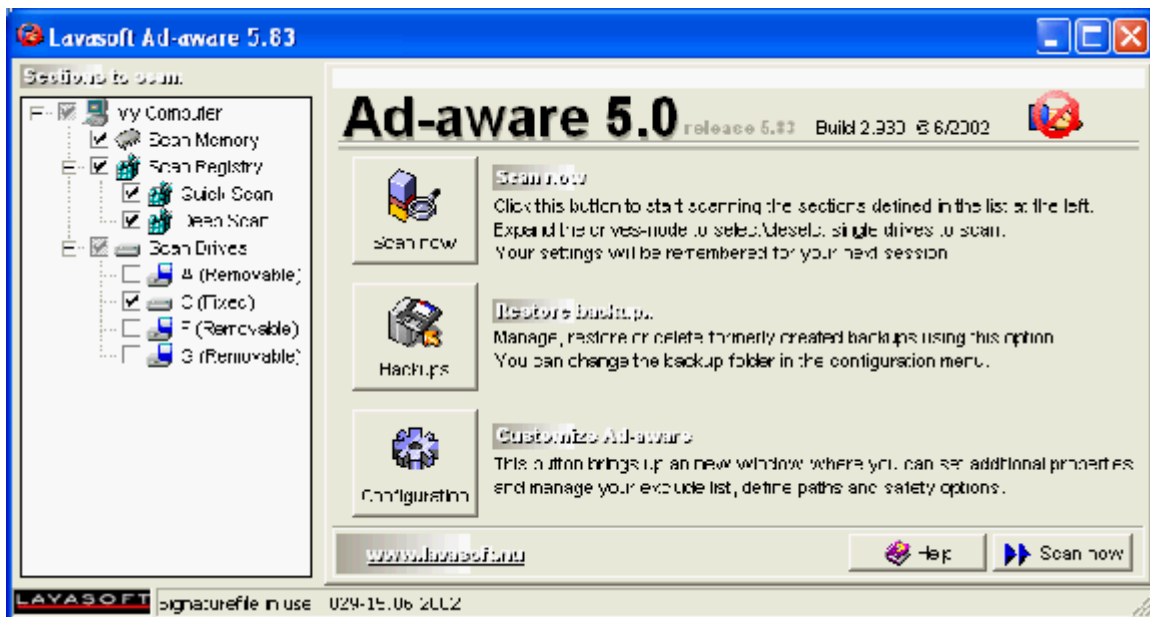 Lavasoft Ad-aware 5.83
Sections to scan:
My Computer
Scan Memory
Scan Registry
Quick Scan
Deep Scan
Scan Drives
A (Removable)
C (Fixed)
F (Removable)
G (Removable)
Ad-aware 5.0 release 5.83 Build 2.930 © 6/2002
Scan now
Scan now
Click this button to start scanning the sections defined in the list at the left.
Expand the drives-node to select/deselct single drives to scan.
Your settings will be remembered for your next session
Backups
Restore backups
Manage, restore or delete formerly created backups using this option
You can change the backup folder in the configuration menu.
Configuration
Customize Ad-aware
This button brings up an new window where you can set additional properties
and manage your exclude list, define paths and safety options.
www.lavasoft.nu
Help
Scan now
LAVASOFT
Signaturefile in use 029-15.06.2002